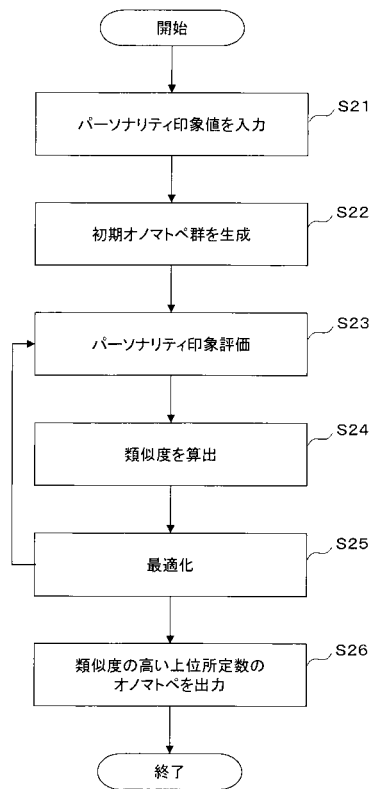 開始
パーソナリティ印象値を入力
S21
初期オノマトペ群を生成
S22
パーソナリティ印象評価
S23
類似度を算出
S24
最適化
S25
類似度の高い上位所定数の
オノマトペを出力
S26
終了